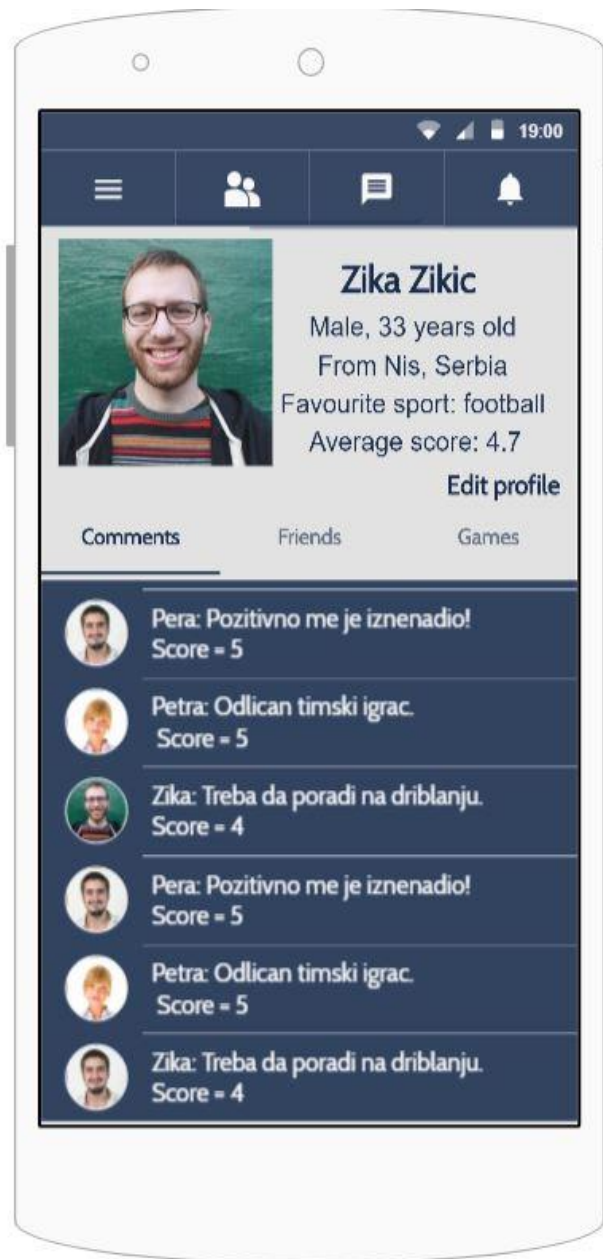 19:00
Zika Zikic
Male, 33 years old
From Nis, Serbia
Favourite sport: football
Average score: 4.7
Edit profile
Comments Friends Games
Pera: Pozitivno me je iznenadio!
Score = 5
Petra: Odlican timski igrac.
Score = 5
Zika: Treba da poradi na driblanju.
Score = 4
Pera: Pozitivno me je iznenadio!
Score = 5
Petra: Odlican timski igrac.
Score = 5
Zika: Treba da poradi na driblanju.
Score = 4